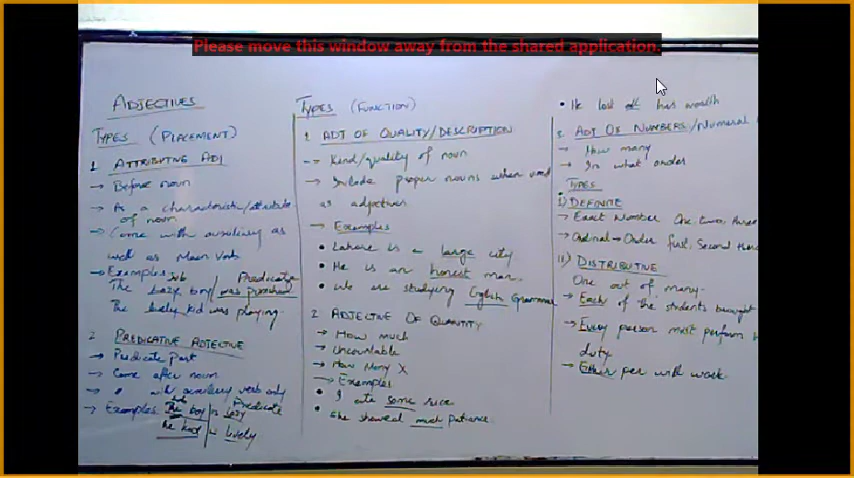 Please move this window away from the shared application.
ADJECTIVES
TYPES (PLACEMENT)
1. ATTRIBUTIVE ADJ
→ Before noun
→ As a characteristic/attribute
of noun
→ Come with auxiliary as
well as Main Verb
→ Examples Sub Predicate
The lazy boy / was punished
The lively kid was playing.
2 PREDICATIVE ADJECTIVE
→ Predicate Part
→ Come after noun
→ with auxiliary verb only
→ Examples Sub Predicate
The boy is lazy
is lively
TYPES (FUNCTION)
1 ADJ OF QUALITY/DESCRIPTION
→ Kind/quality of noun
→ Include proper nouns when used
as adjectives
→ Examples
• Lahore is a large city
• He is an honest man.
• We are studying English Grammar
2 ADJECTIVE OF QUANTITY
→ How much
→ Uncountable
→ How Many X
→ Examples
• I ate some rice
• She showed much patience.
• He lost all his wealth
3 ADJ OF NUMBERS/Numeral
→ How many
→ In what order
TYPES
i) DEFINITE
→ Exact Number One, two, three
→ Ordinal → Order first, Second
ii) DISTRIBUTIVE
One out of many.
→ Each of the students brought
→ Every person must perform
duty
→ Either pen will work.